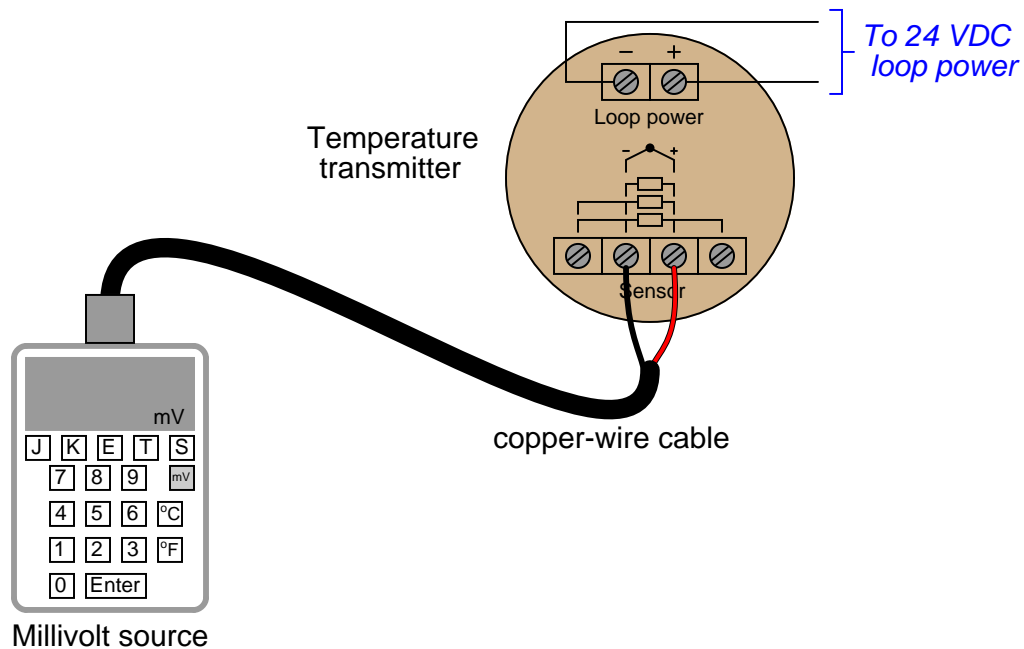 To 24 VDC
loop power
− +
Loop power
Temperature
transmitter
- +
Sensor
mV
copper-wire cable
J K E T S
7 8 9 mV
4 5 6 °C
1 2 3 °F
0 Enter
Millivolt source